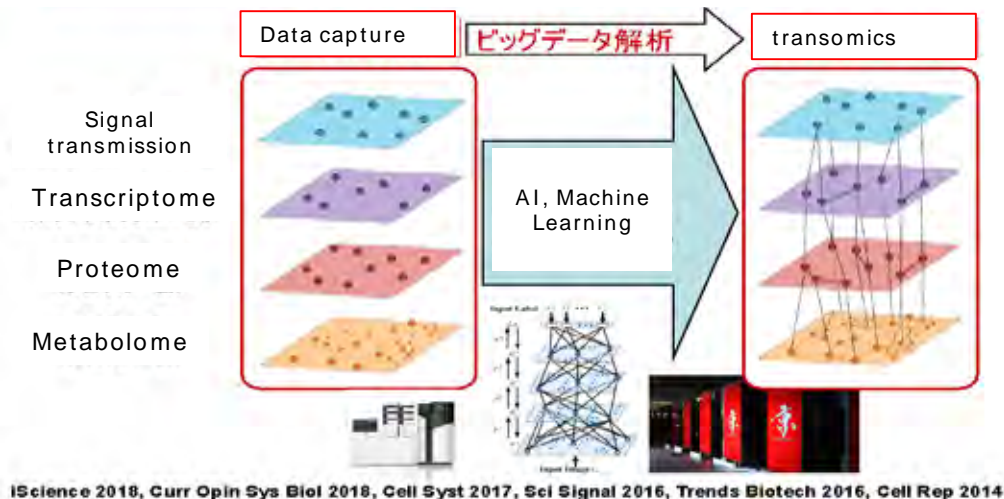 Data capture
ビッグデータ解析
transomics
Signal
transmission
Transcriptome
Proteome
Metabolome
AI, Machine
Learning
京
京
iScience 2018, Curr Opin Sys Biol 2018, Cell Syst 2017, Sci Signal 2016, Trends Biotech 2016, Cell Rep 2014